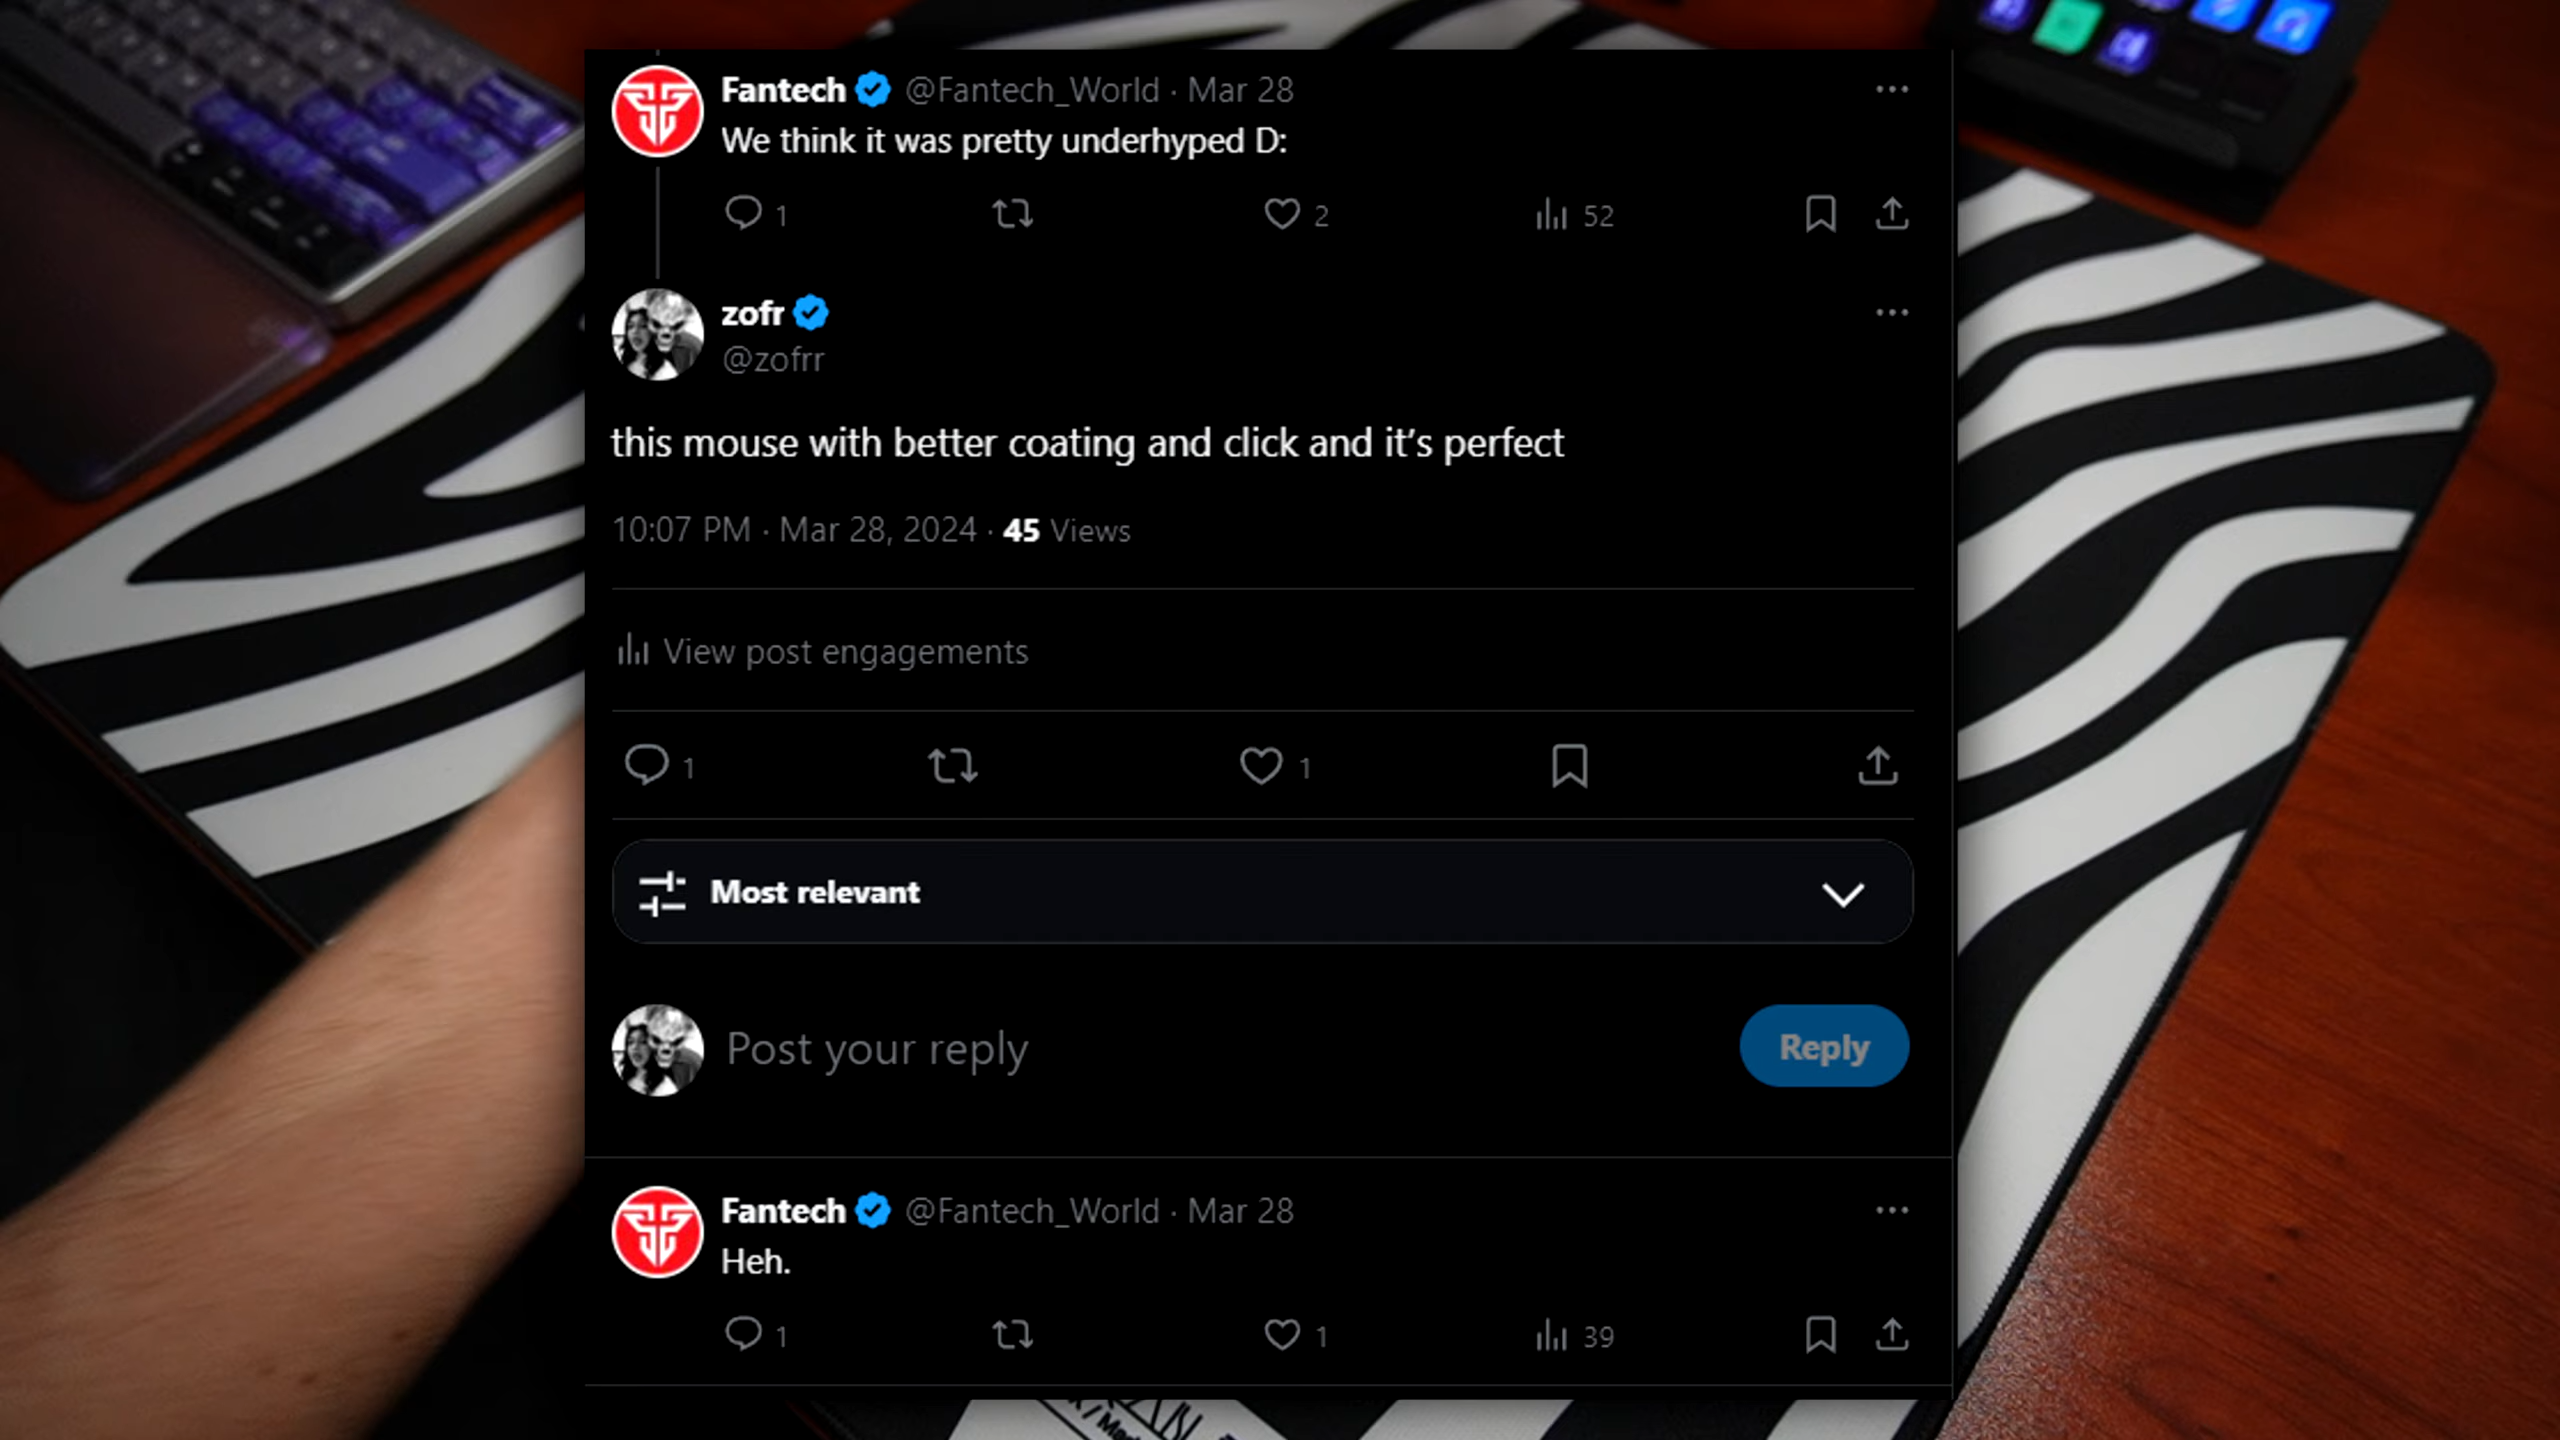 Fantech @Fantech_World · Mar 28
We think it was pretty underhyped D:
1 2 52
zofr
@zofrr
this mouse with better coating and click and it's perfect
10:07 PM · Mar 28, 2024 · 45 Views
View post engagements
1 1
Most relevant
Post your reply
Reply
Fantech @Fantech_World · Mar 28
Heh.
1 1 39